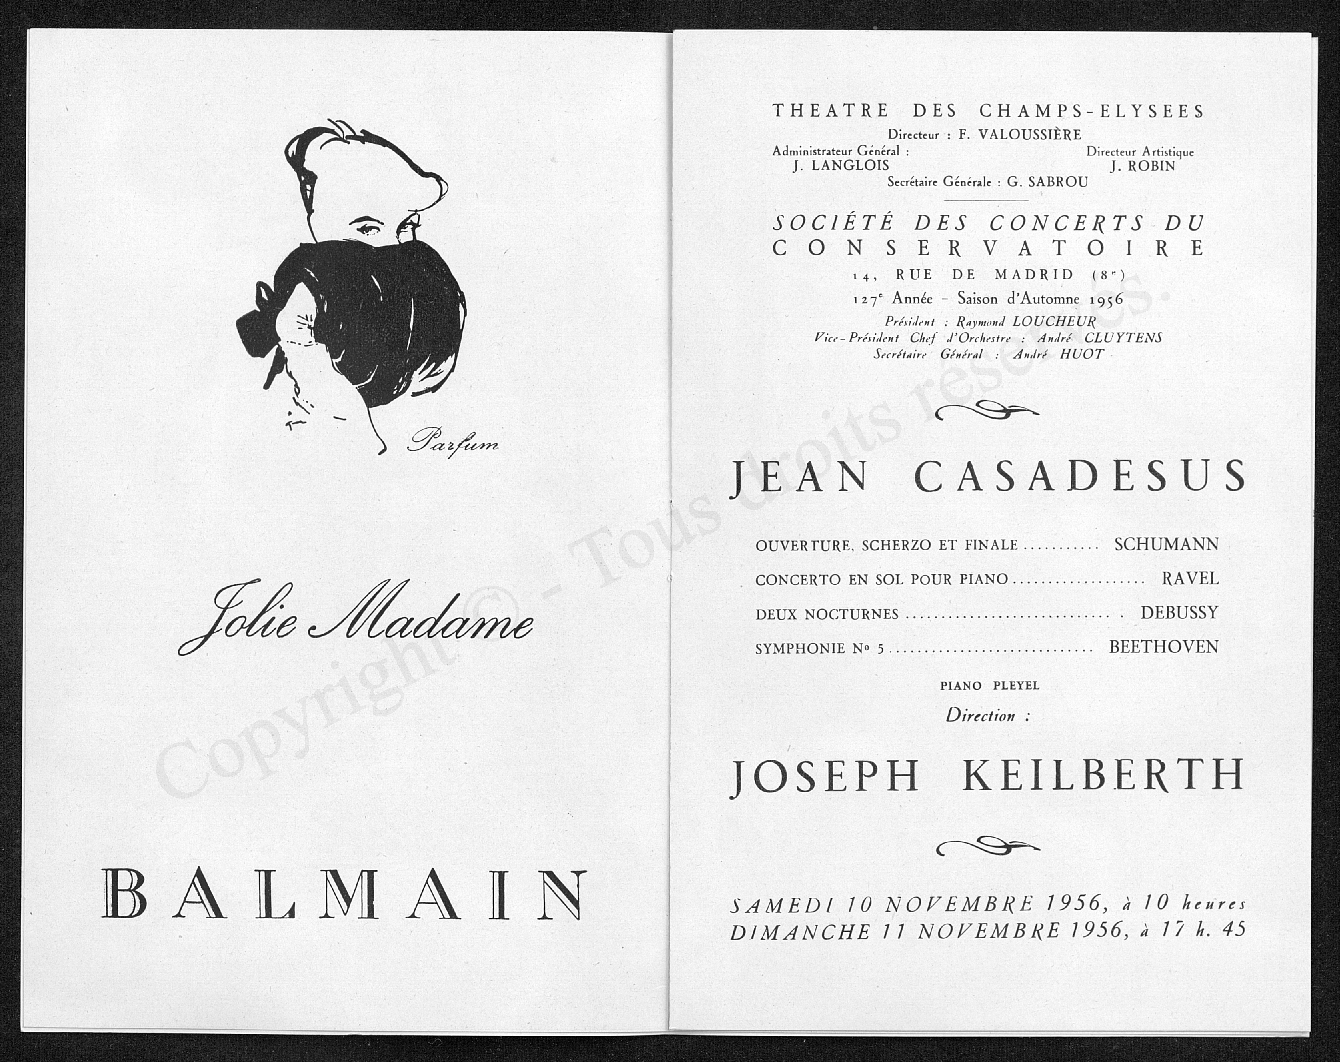 Parfum
Jolie Madame
BALMAIN
THEATRE DES CHAMPS-ELYSEES
Directeur : F. VALOUSSIÈRE
Administrateur Général : Directeur Artistique
J. LANGLOIS J. ROBIN
Secrétaire Générale : G. SABROU
SOCIÉTÉ DES CONCERTS DU
CONSERVATOIRE
14, RUE DE MADRID (8e)
127e Année - Saison d'Automne 1956
Président : Raymond LOUCHEUR
Vice-Président Chef d'Orchestre : André CLUYTENS
Secrétaire Général : André HUOT
JEAN CASADESUS
OUVERTURE, SCHERZO ET FINALE ........... SCHUMANN
CONCERTO EN SOL POUR PIANO ................... RAVEL
DEUX NOCTURNES ............................. . DEBUSSY
SYMPHONIE No 5 ............................. BEETHOVEN
PIANO PLEYEL
Direction :
JOSEPH KEILBERTH
SAMEDI 10 NOVEMBRE 1956, à 10 heures
DIMANCHE 11 NOVEMBRE 1956, à 17 h. 45
Copyright © - Tous droits réservés.